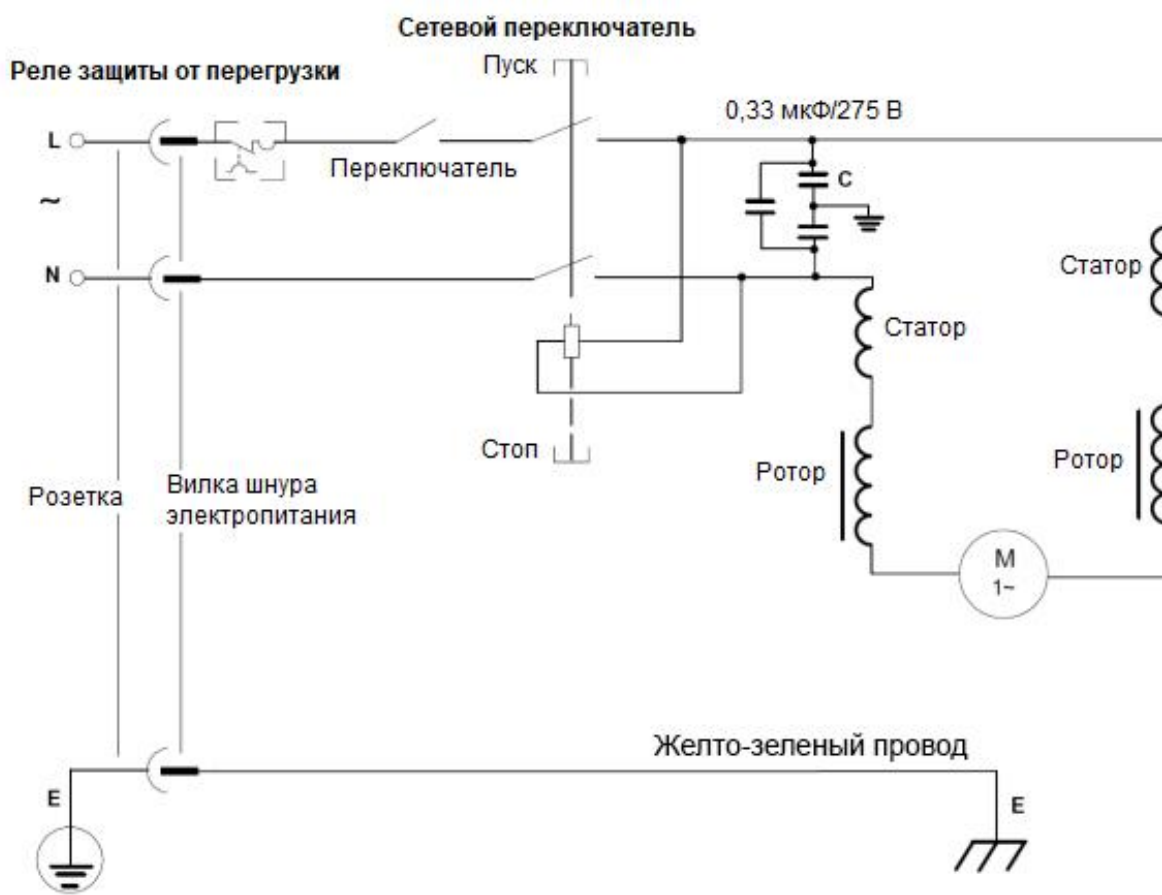 Сетевой переключатель
Пуск
Реле защиты от перегрузки
0,33 мкФ/275 В
L
Переключатель
C
~
N
Статор
Статор
Стоп
Ротор
Ротор
Розетка
Вилка шнура
электропитания
M
1~
Желто-зеленый провод
E
E